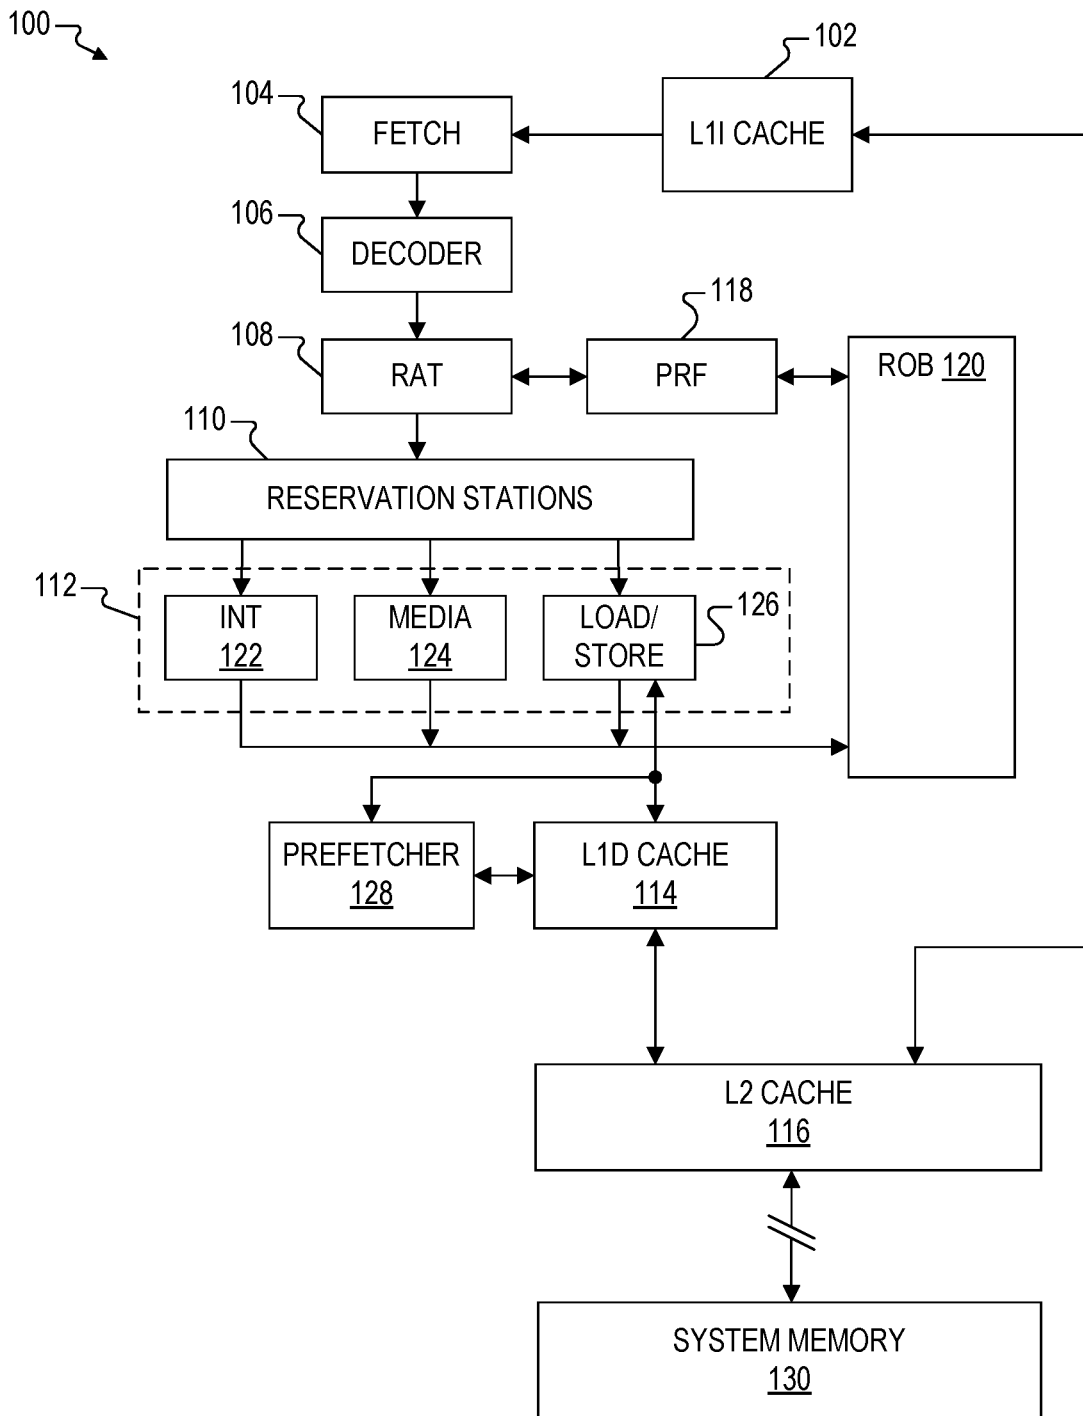 100
102
104
FETCH
L1I CACHE
106
DECODER
118
108
RAT
PRF
ROB 120
110
RESERVATION STATIONS
112
INT
122
MEDIA
124
LOAD/
STORE
126
PREFETCHER
128
L1D CACHE
114
L2 CACHE
116
SYSTEM MEMORY
130